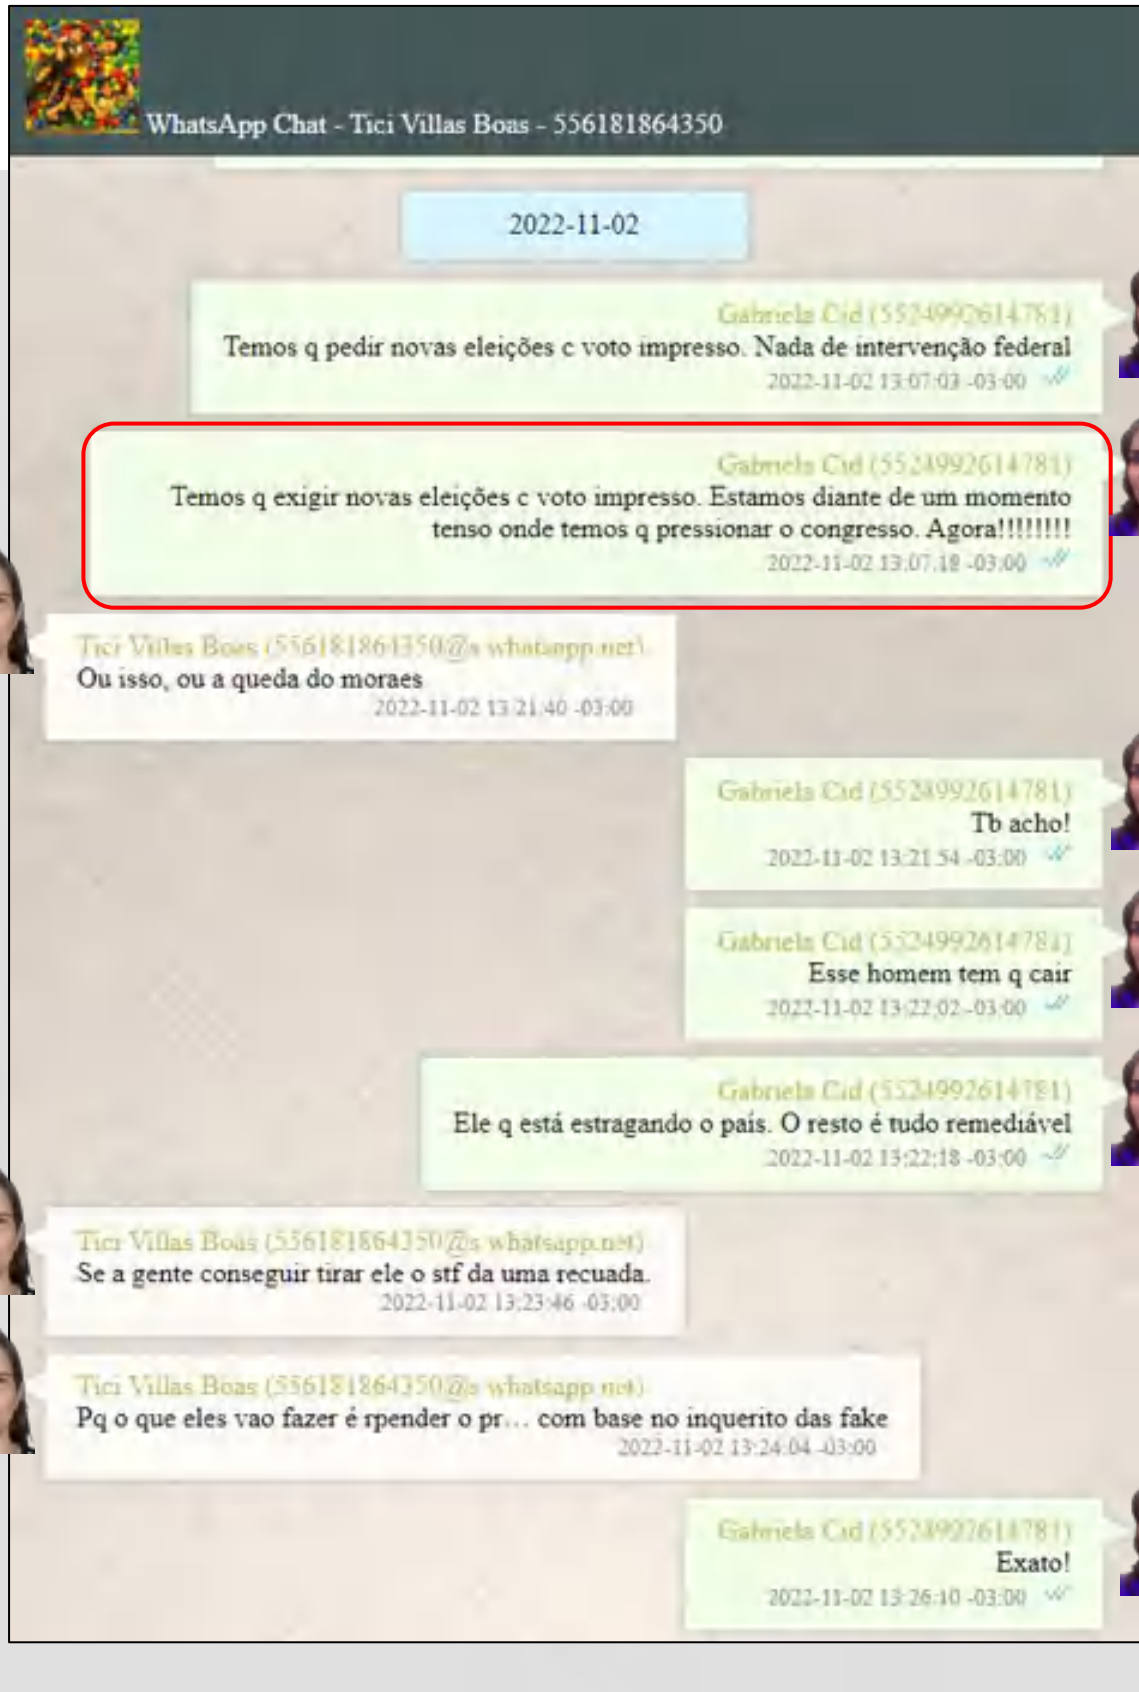 WhatsApp Chat - Tici Villas Boas - 556181864350
2022-11-02
Gabriela Cid (5524992614781)
Temos q pedir novas eleições c voto impresso. Nada de intervenção federal
2022-11-02 13:07:03 -03:00
Gabriela Cid (5524992614781)
Temos q exigir novas eleições c voto impresso. Estamos diante de um momento
tenso onde temos q pressionar o congresso. Agora!!!!!!!!
2022-11-02 13:07:18 -03:00
Tici Villas Boas (556181864350@s.whatsapp.net)
Ou isso, ou a queda do moraes
2022-11-02 13:21:40 -03:00
Gabriela Cid (5524992614781)
Tb acho!
2022-11-02 13:21:54 -03:00
Gabriela Cid (5524992614781)
Esse homem tem q cair
2022-11-02 13:22:02 -03:00
Gabriela Cid (5524992614781)
Ele q está estragando o país. O resto é tudo remediável
2022-11-02 13:22:18 -03:00
Tici Villas Boas (556181864350@s.whatsapp.net)
Se a gente conseguir tirar ele o stf da uma recuada.
2022-11-02 13:23:46 -03:00
Tici Villas Boas (556181864350@s.whatsapp.net)
Pq o que eles vao fazer é rpender o pr… com base no inquerito das fake
2022-11-02 13:24:04 -03:00
Gabriela Cid (5524992614781)
Exato!
2022-11-02 13:26:10 -03:00